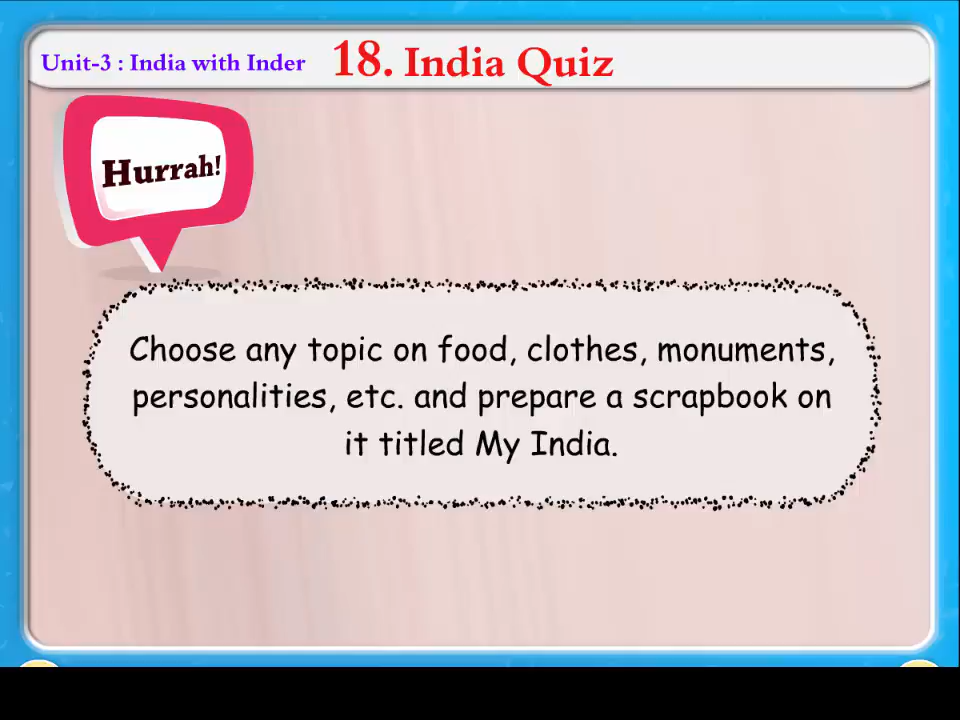 Unit-3 : India with Inder 18. India Quiz
Hurrah!
Choose any topic on food, clothes, monuments,
personalities, etc. and prepare a scrapbook on
it titled My India.